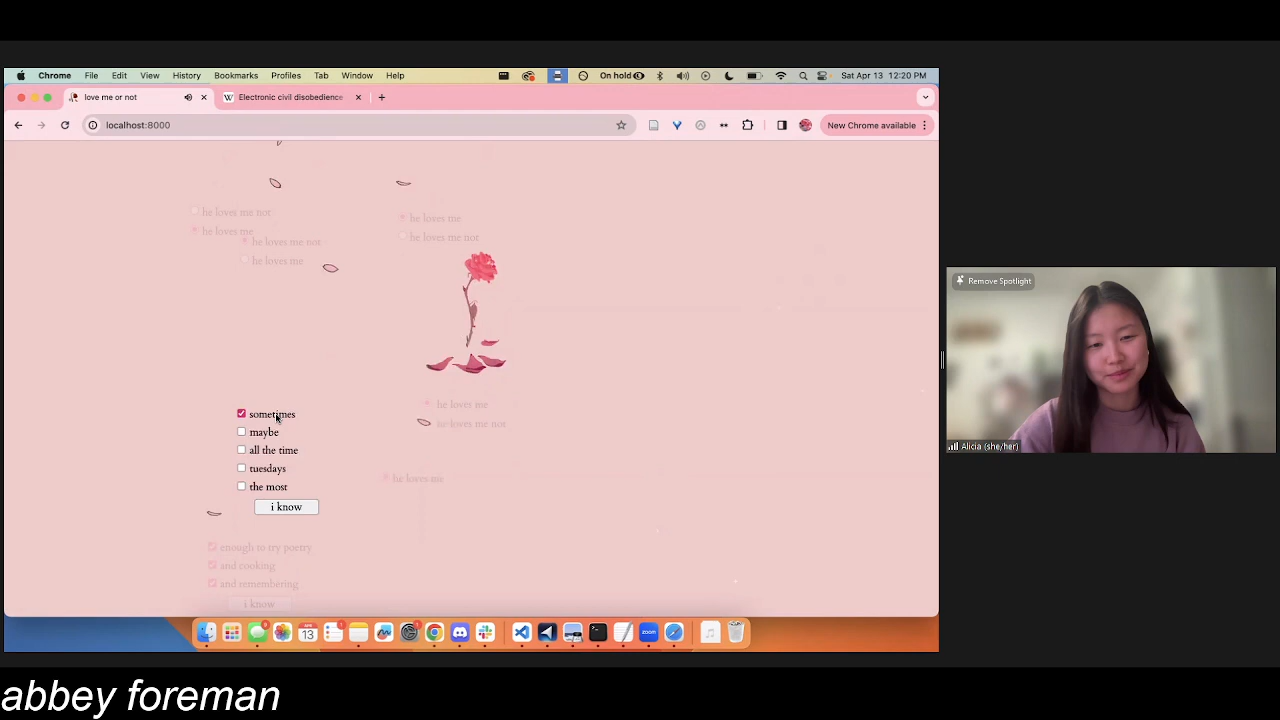 Chrome File Edit View History Bookmarks Profiles Tab Window Help On hold Sat Apr 13 12:20 PM
love me or not
Electronic civil disobedience
localhost:8000
New Chrome available
he loves me not
he loves me
he loves me not
he loves me
he loves me
he loves me not
sometimes
maybe
all the time
tuesdays
the most
i know
he loves me
he loves me not
he loves me
enough to try poetry
and cooking
and remembering
i know
Remove Spotlight
Alicia (she/her)
abbey foreman